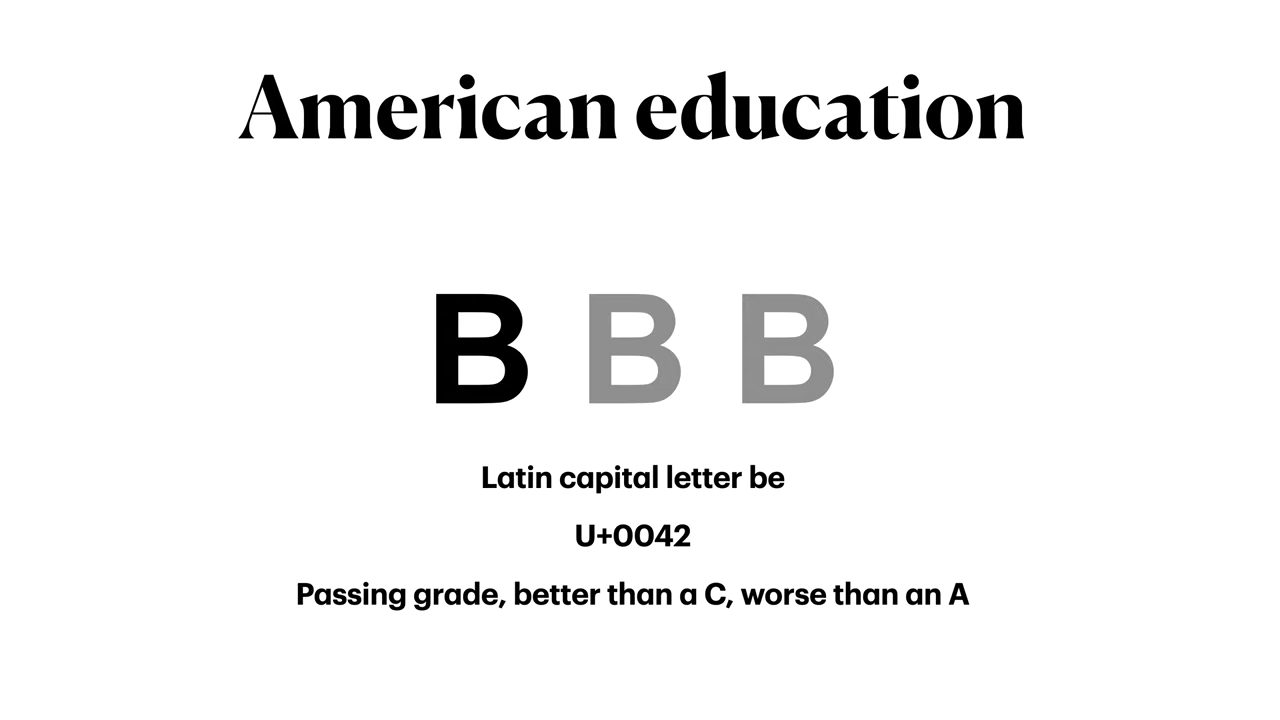 American education
B B B
Latin capital letter be
U+0042
Passing grade, better than a C, worse than an A